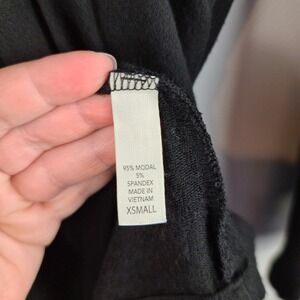 95% MODAL
5%
SPANDEX
MADE IN
VIETNAM
XSMALL